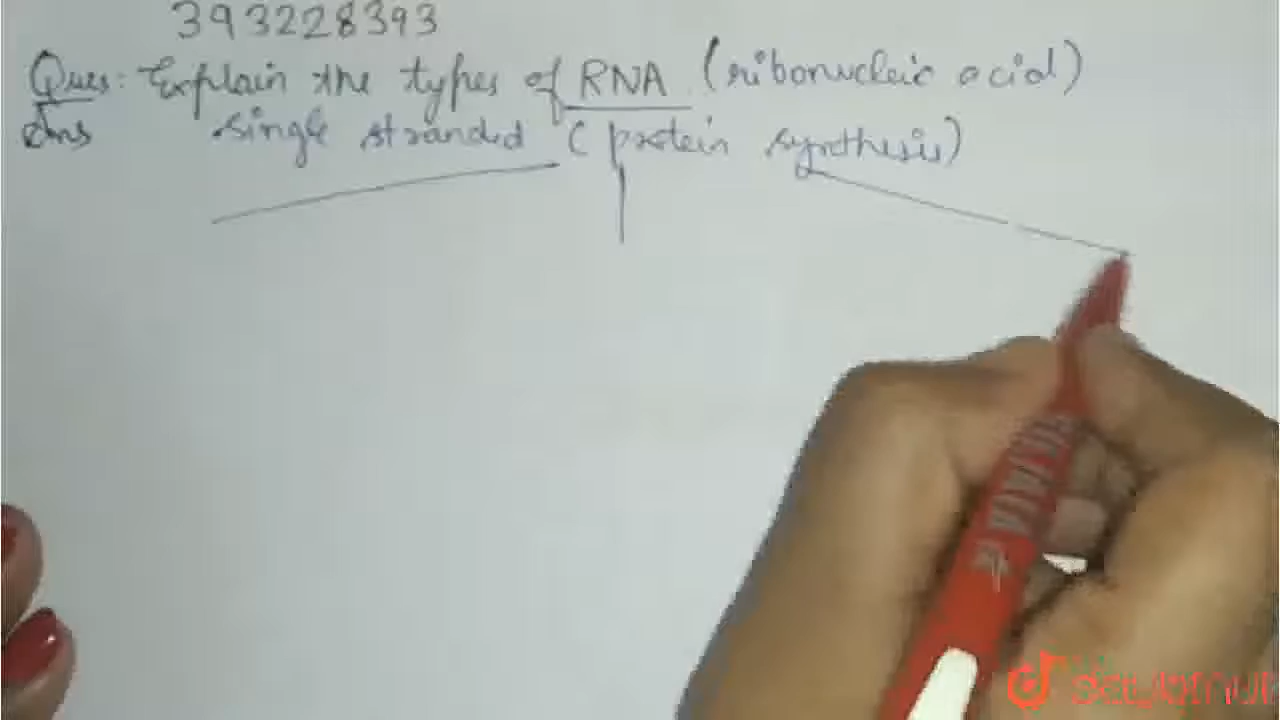 393228393
Ques: Explain the types of RNA. (ribonucleic acid)
Ans single stranded (protein synthesis)